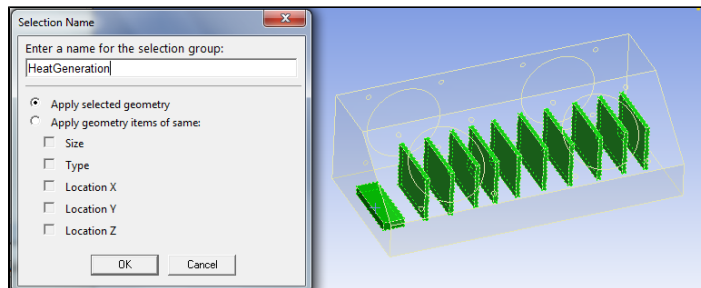 Selection Name
Enter a name for the selection group:
HeatGeneration
Apply selected geometry
Apply geometry items of same:
Size
Type
Location X
Location Y
Location Z
OK
Cancel